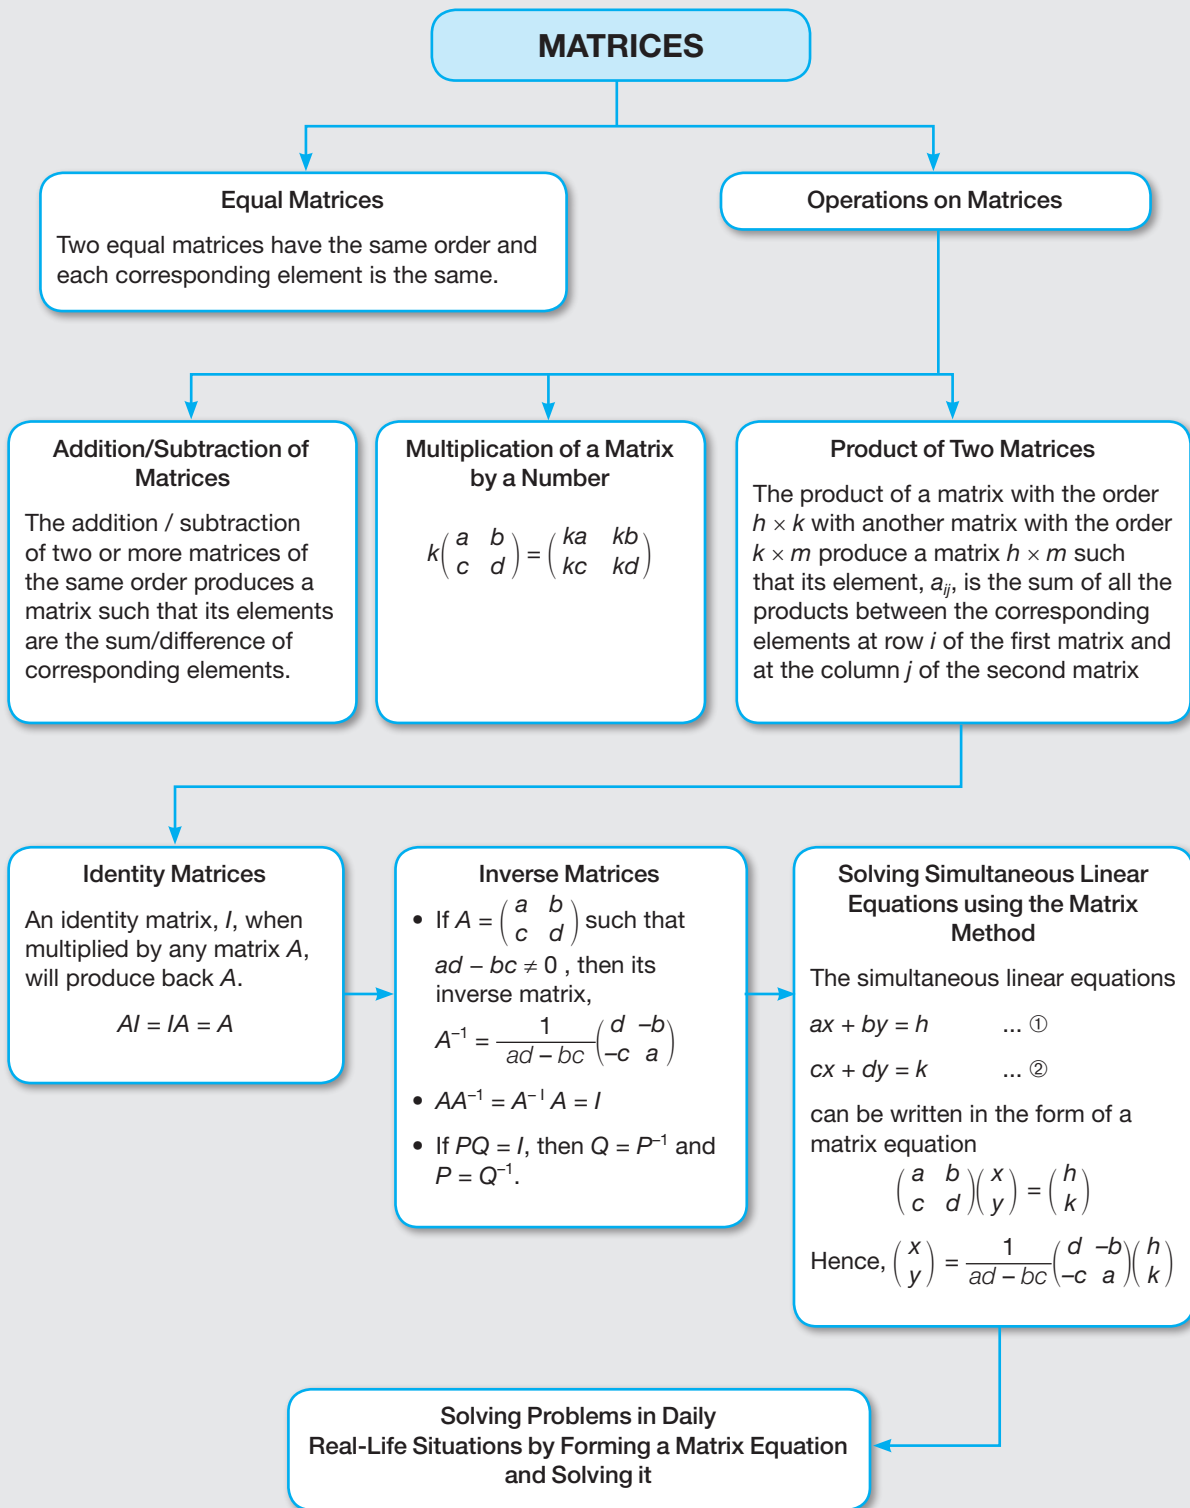 MATRICES
Equal Matrices
Two equal matrices have the same order and
each corresponding element is the same.
Operations on Matrices
Addition/Subtraction of
Matrices
The addition / subtraction
of two or more matrices of
the same order produces a
matrix such that its elements
are the sum/difference of
corresponding elements.
Multiplication of a Matrix
by a Number
k(a b
c d) = (ka kb
kc kd)
Product of Two Matrices
The product of a matrix with the order
h × k with another matrix with the order
k × m produce a matrix h × m such
that its element, aᵢⱼ, is the sum of all the
products between the corresponding
elements at row i of the first matrix and
at the column j of the second matrix
Identity Matrices
An identity matrix, I, when
multiplied by any matrix A,
will produce back A.
AI = IA = A
Inverse Matrices
• If A = (a b
c d) such that
ad – bc ≠ 0 , then its
inverse matrix,
A⁻¹ = 1/(ad – bc) (d –b
–c a)
• AA⁻¹ = A⁻ᴵ A = I
• If PQ = I, then Q = P⁻¹ and
P = Q⁻¹.
Solving Simultaneous Linear
Equations using the Matrix
Method
The simultaneous linear equations
ax + by = h ... ①
cx + dy = k ... ②
can be written in the form of a
matrix equation
(a b
c d)(x
y) = (h
k)
Hence, (x
y) = 1/(ad – bc) (d –b
–c a)(h
k)
Solving Problems in Daily
Real-Life Situations by Forming a Matrix Equation
and Solving it